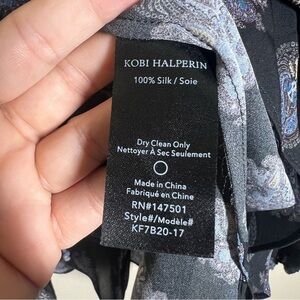 KOBI HALPERIN
100% Silk / Soie
Dry Clean Only
Nettoyer À Sec Seulement
Made in China
Fabriqué en Chine
RN#147501
Style#/Modèle#
KF7B20-17